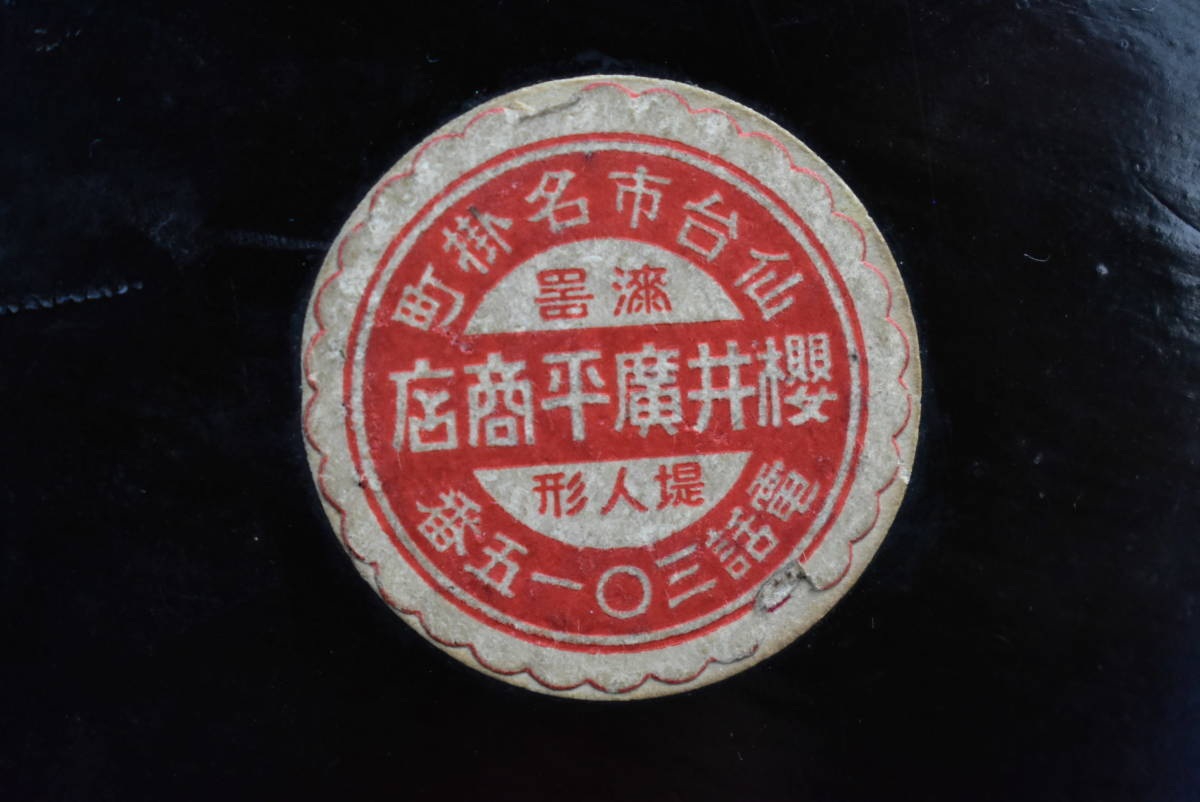 仙台市名掛町
漆器
櫻井廣平商店
堤人形
電話三〇一五番